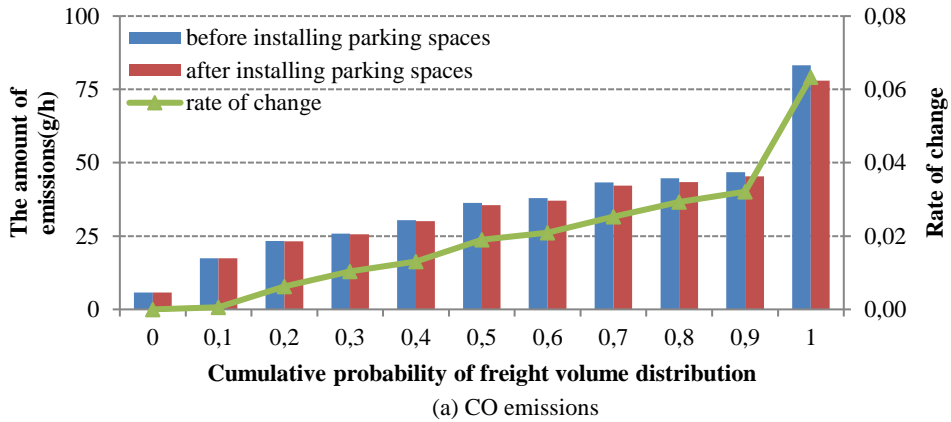 100
75
50
25
0
The amount of
emissions(g/h)
before installing parking spaces
after installing parking spaces
rate of change
0,08
0,06
0,04
0,02
0,00
Rate of change
0 0,1 0,2 0,3 0,4 0,5 0,6 0,7 0,8 0,9 1
Cumulative probability of freight volume distribution
(a) CO emissions